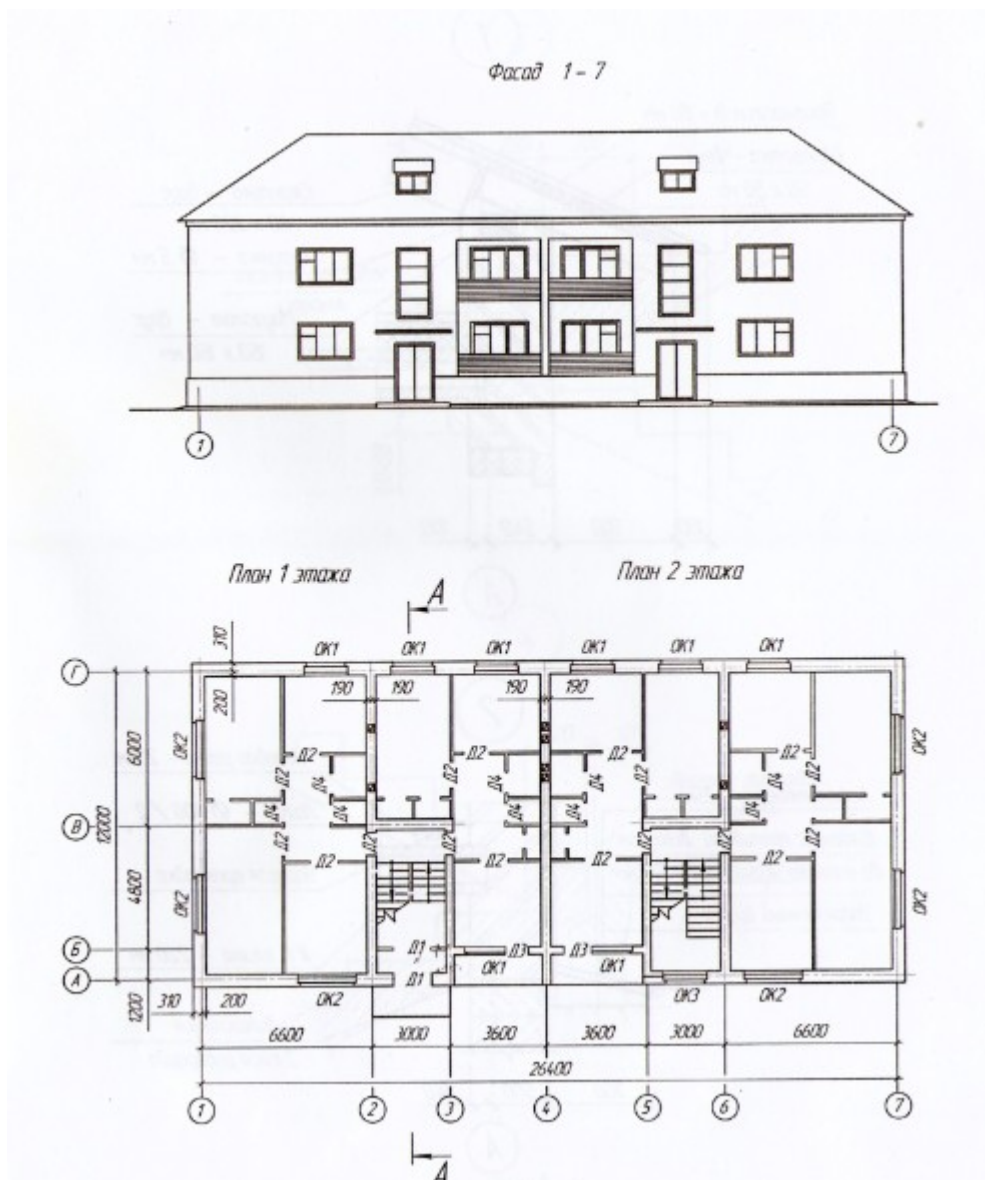 Фасад 1 - 7
1
7
План 1 этажа
План 2 этажа
А
310
ОК1
ОК1
ОК1
ОК1
ОК1
ОК1
Г
200
190
190
190
190
ОК2
ОК2
6000
Д2
Д2
Д2
Д2
Д2
Д2
Д2
Д2
Д4
Д4
Д4
Д4
Д4
Д4
Д4
Д4
В
12000
Д2
Д2
Д2
Д2
Д2
Д2
Д2
Д2
4800
ОК2
ОК2
Б
Д1
Д3
Д3
ОК1
ОК1
А
Д1
1200
310
200
ОК2
ОК3
ОК2
6600
3000
3600
3600
3000
6600
26400
1
2
3
4
5
6
7
А